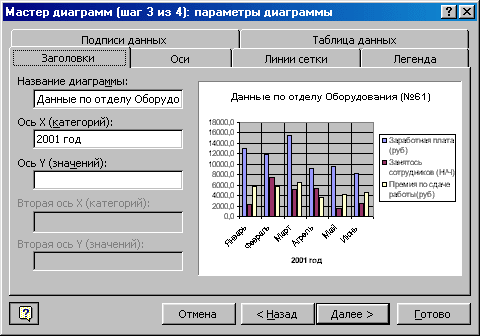 Мастер диаграмм (шаг 3 из 4): параметры диаграммы
Подписи данных
Таблица данных
Заголовки
Оси
Линии сетки
Легенда
Название диаграммы:
Данные по отделу Оборудо
Ось X (категорий):
2001 год
Ось Y (значений):
Вторая ось X (категорий):
Вторая ось Y (значений):
Данные по отделу Оборудования (№61)
18000,0
16000,0
14000,0
12000,0
10000,0
8000,0
6000,0
4000,0
2000,0
0,0
Январь
Февраль
Март
Апрель
Май
Июнь
2001 год
Заработная плата
(руб)
Занятось
сотрудников (Н/Ч)
Премия по сдаче
работы(руб)
Отмена
< Назад
Далее >
Готово